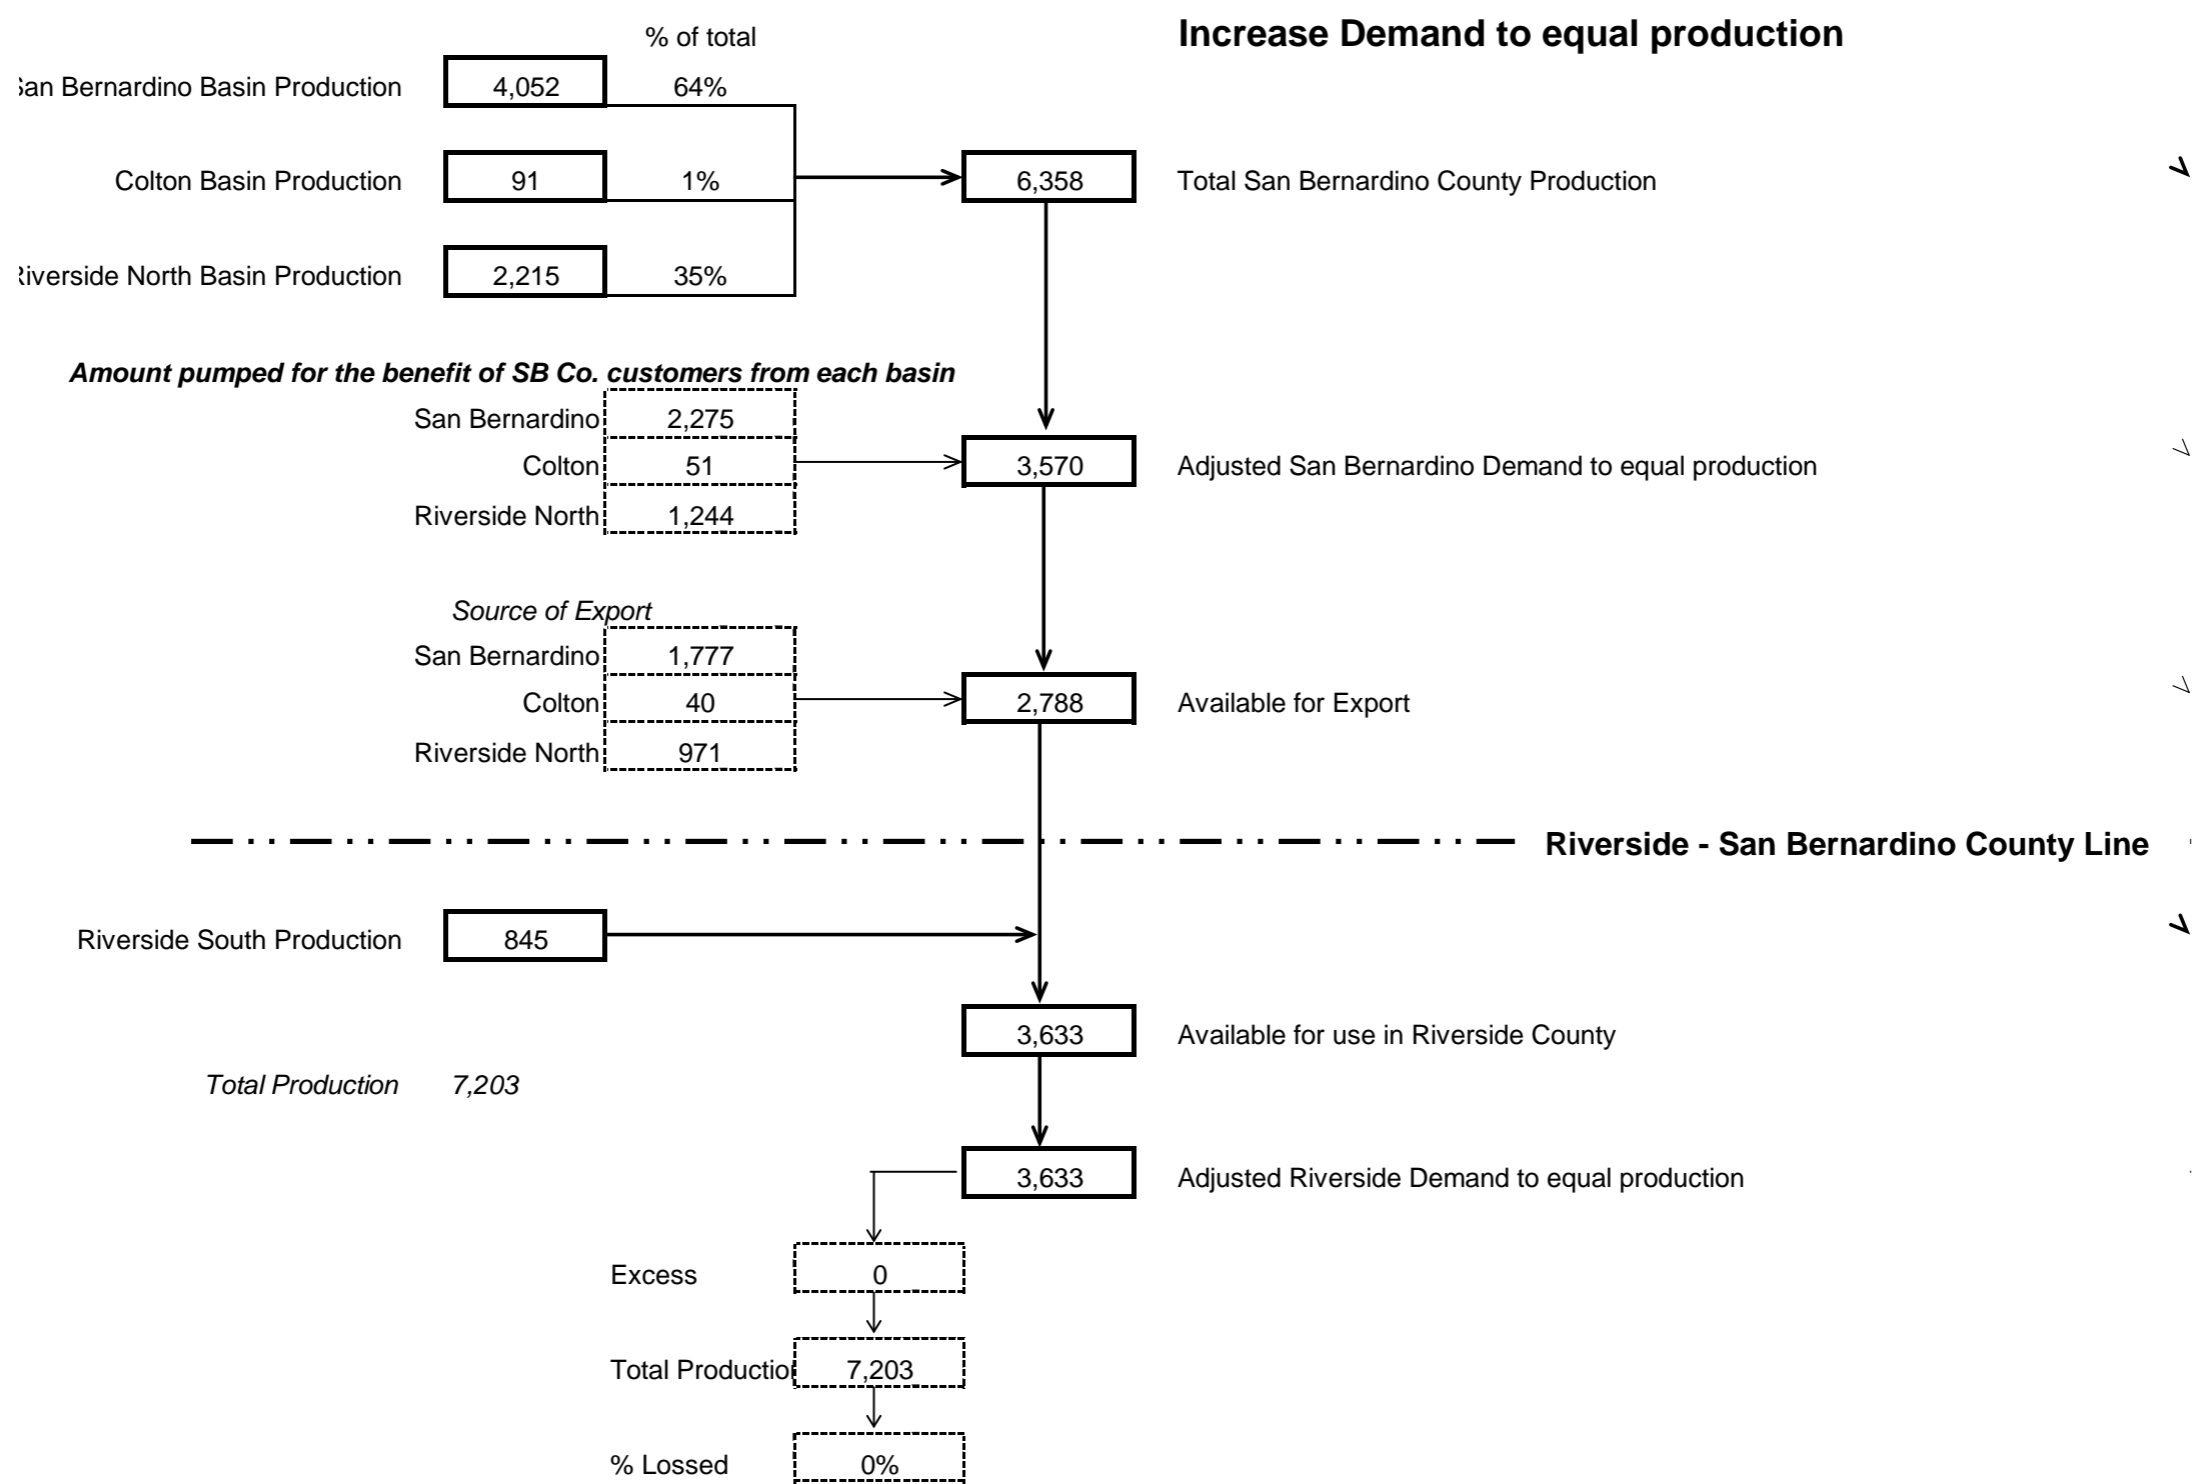 % of total
Increase Demand to equal production
San Bernardino Basin Production 4,052 64%
Colton Basin Production 91 1% 6,358 Total San Bernardino County Production
Riverside North Basin Production 2,215 35%
Amount pumped for the benefit of SB Co. customers from each basin
San Bernardino 2,275
Colton 51 3,570 Adjusted San Bernardino Demand to equal production
Riverside North 1,244
Source of Export
San Bernardino 1,777
Colton 40 2,788 Available for Export
Riverside North 971
Riverside - San Bernardino County Line
Riverside South Production 845
3,633 Available for use in Riverside County
Total Production 7,203
3,633 Adjusted Riverside Demand to equal production
Excess 0
Total Production 7,203
% Lossed 0%